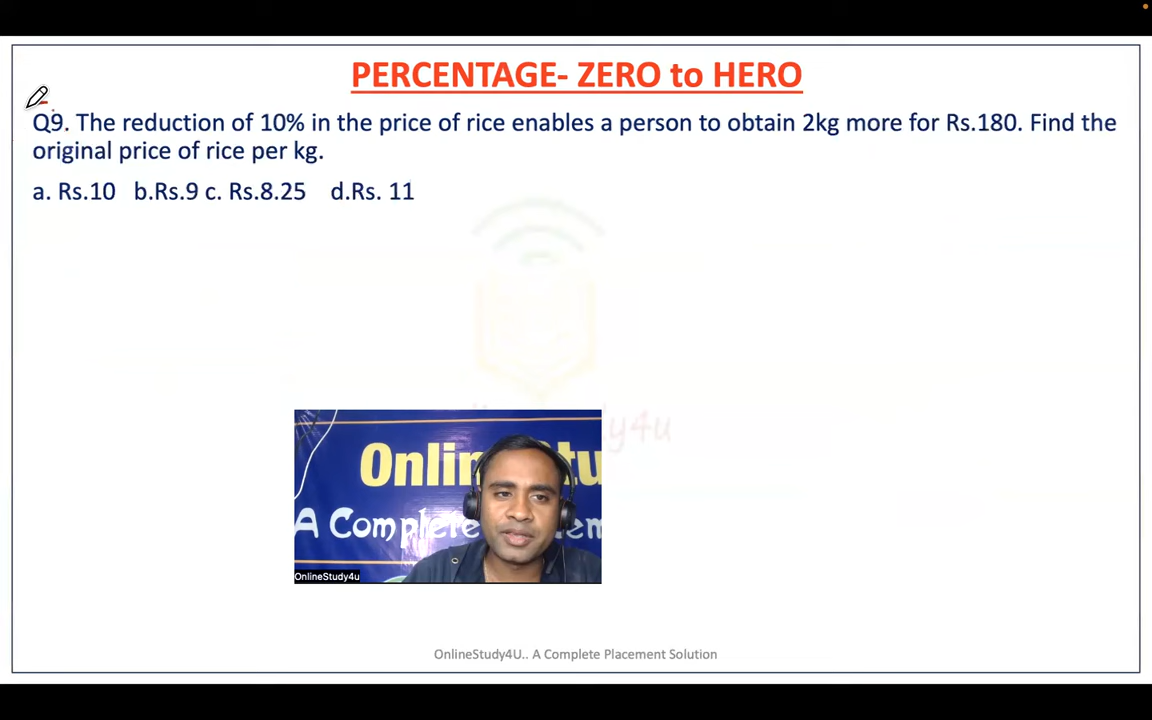 PERCENTAGE- ZERO to HERO
Q9. The reduction of 10% in the price of rice enables a person to obtain 2kg more for Rs.180. Find the
original price of rice per kg.
a. Rs.10 b.Rs.9 c. Rs.8.25 d.Rs. 11
dy4u
Onlin
A Comple
OnlineStudy4u
OnlineStudy4U.. A Complete Placement Solution